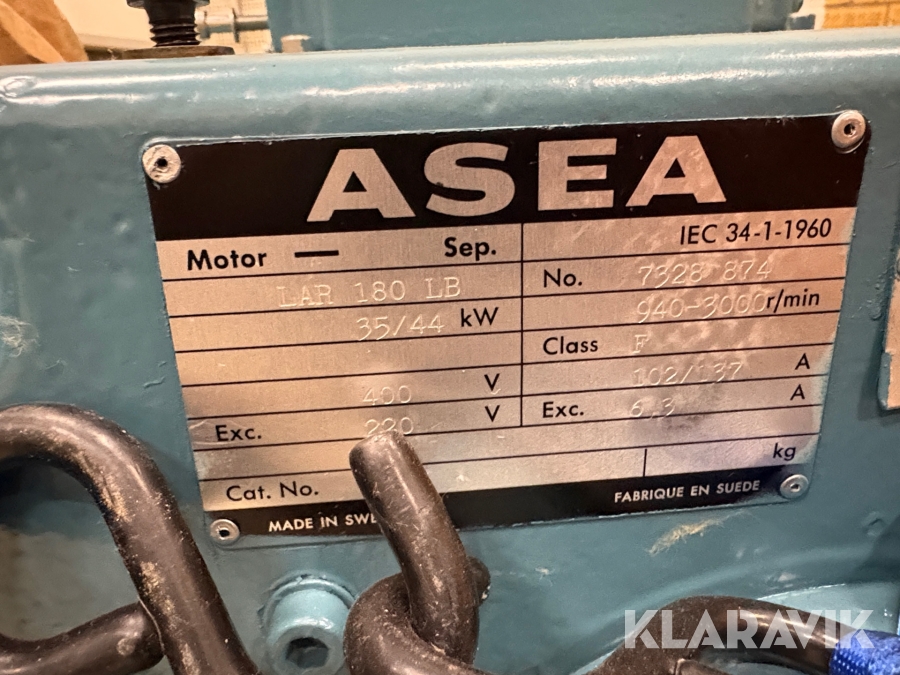 ASEA
IEC 34-1-1960
Motor — Sep.
LAR 180 LB
No. 7328 874
35/44 kW
940-3000 r/min
Class F
400 V
102/137 A
Exc. 220 V
Exc. 6.3 A
kg
Cat. No.
MADE IN
FABRIQUE EN SUEDE
KLARAVIK